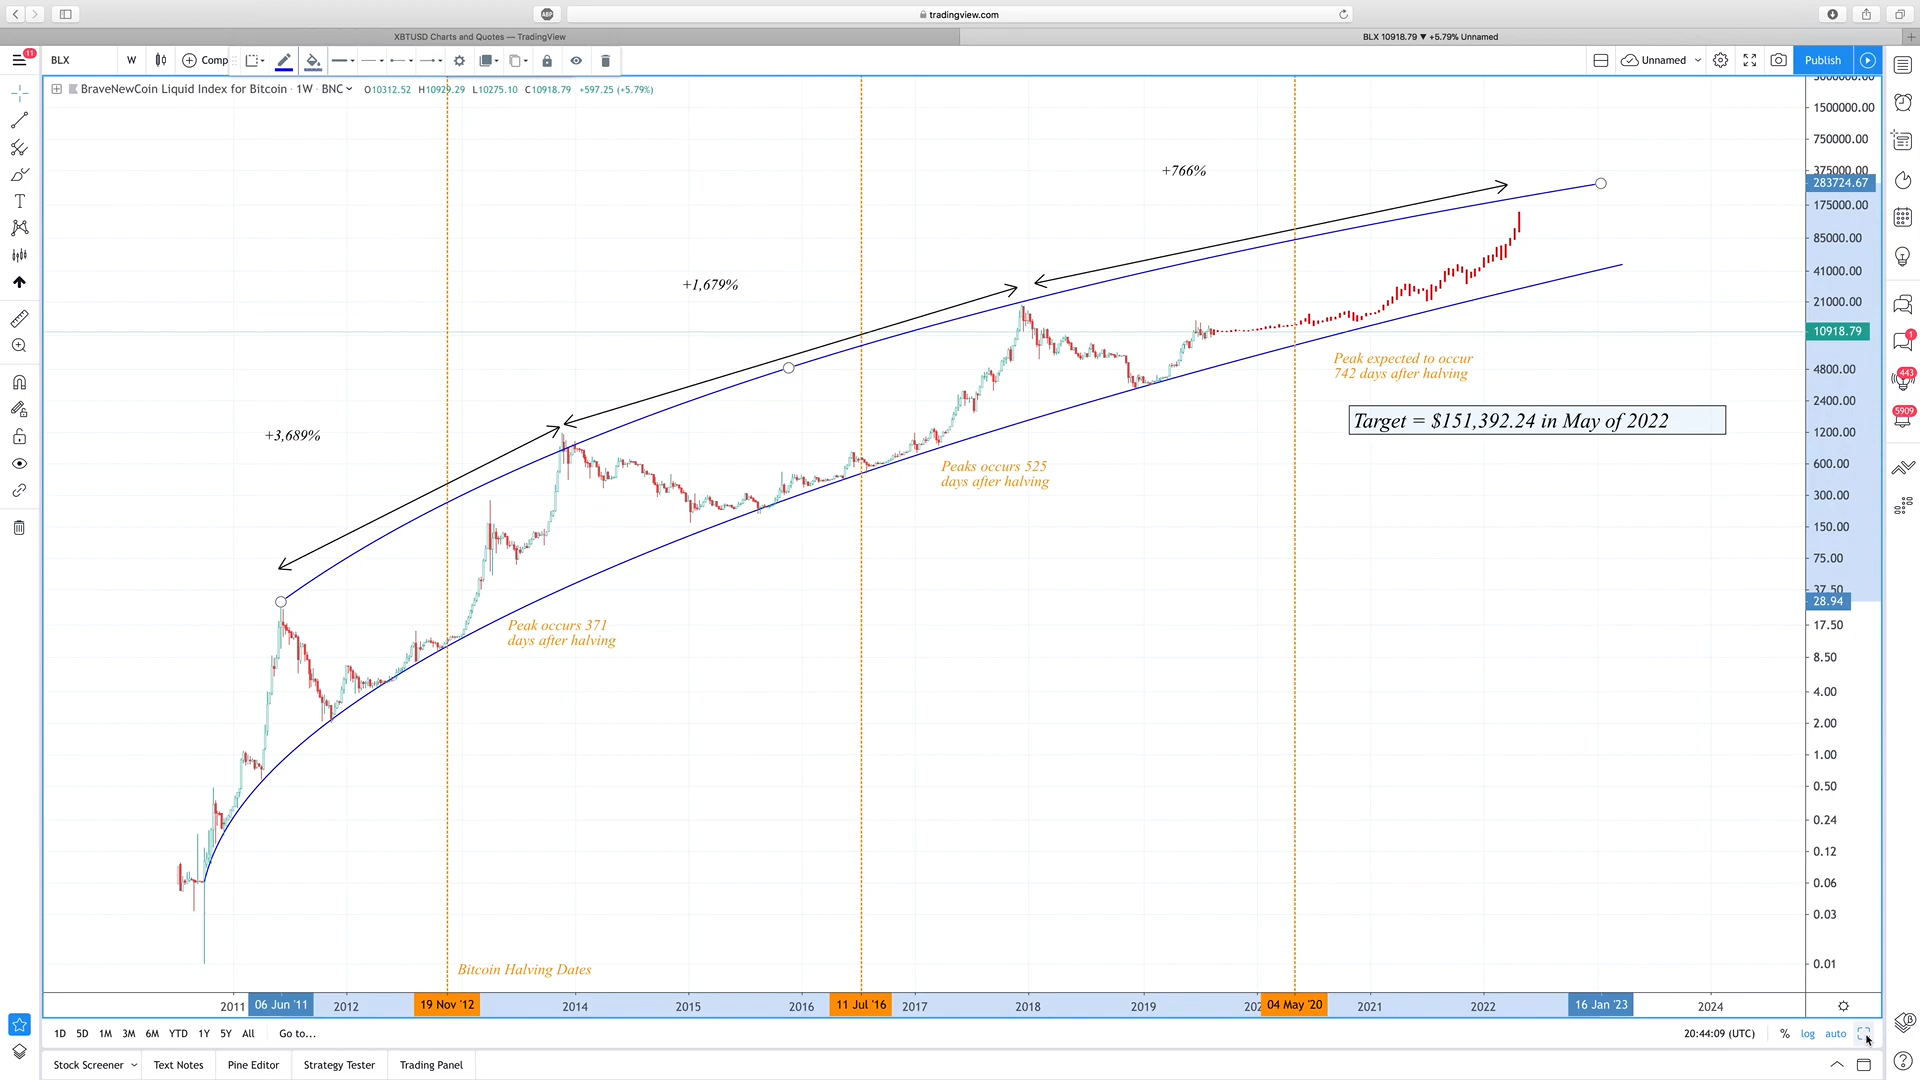 tradingview.com
XBTUSD Charts and Quotes — TradingView
BLX 10918.79 ▼ +5.79% Unnamed
11
BLX
W
Comp
Unnamed
Publish
BraveNewCoin Liquid Index for Bitcoin · 1W · BNC
O10312.52 H10929.29 L10275.10 C10918.79 +597.25 (+5.79%)
1500000.00
750000.00
375000.00
283724.67
175000.00
85000.00
41000.00
21000.00
10918.79
4800.00
2400.00
1200.00
600.00
300.00
150.00
75.00
37.50
28.94
17.50
8.50
4.00
2.00
1.00
0.50
0.24
0.12
0.06
0.03
0.01
+766%
+1,679%
+3,689%
Peak expected to occur
742 days after halving
Target = $151,392.24 in May of 2022
Peaks occurs 525
days after halving
Peak occurs 371
days after halving
Bitcoin Halving Dates
1
443
5909
2011
06 Jun '11
2012
19 Nov '12
2014
2015
2016
11 Jul '16
2017
2018
2019
04 May '20
2021
2022
16 Jan '23
2024
1D 5D 1M 3M 6M YTD 1Y 5Y All Go to...
20:44:09 (UTC) % log auto
Stock Screener Text Notes Pine Editor Strategy Tester Trading Panel